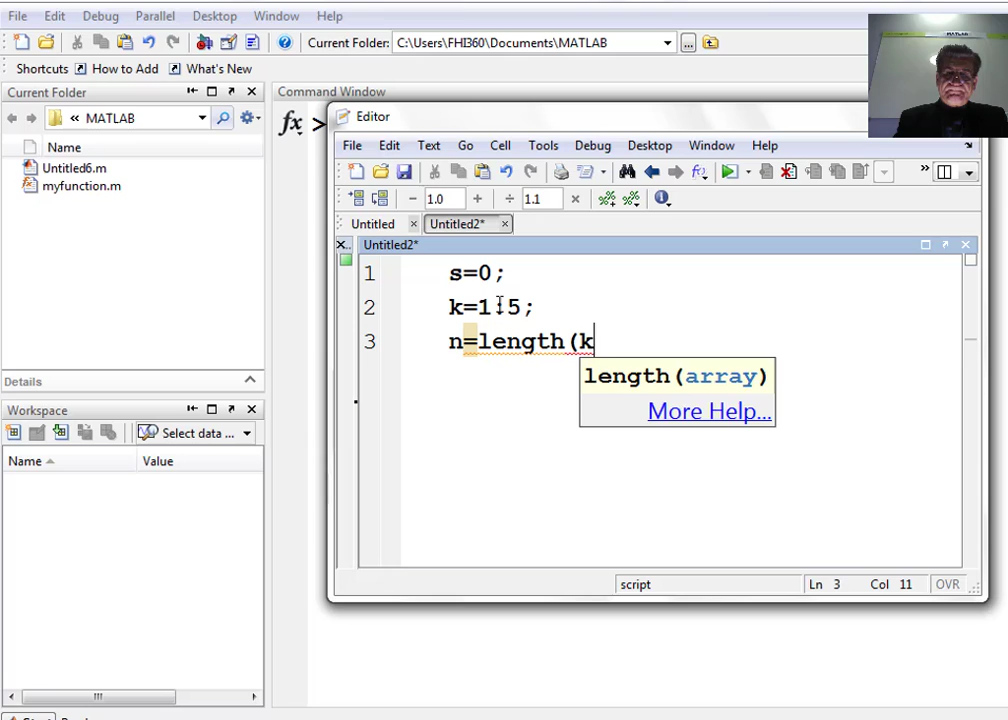 File Edit Debug Parallel Desktop Window Help
Current Folder: C:\Users\FHI360\Documents\MATLAB
Shortcuts How to Add What's New
Current Folder
Command Window
« MATLAB
fx >
Editor
Name
File Edit Text Go Cell Tools Debug Desktop Window Help
Untitled6.m
myfunction.m
1.0 1.1
Untitled Untitled2*
Untitled2*
1 s=0;
2 k=1:5;
3 n=length(k
length(array)
More Help...
Details
Workspace
Select data ...
Name Value
script Ln 3 Col 11 OVR